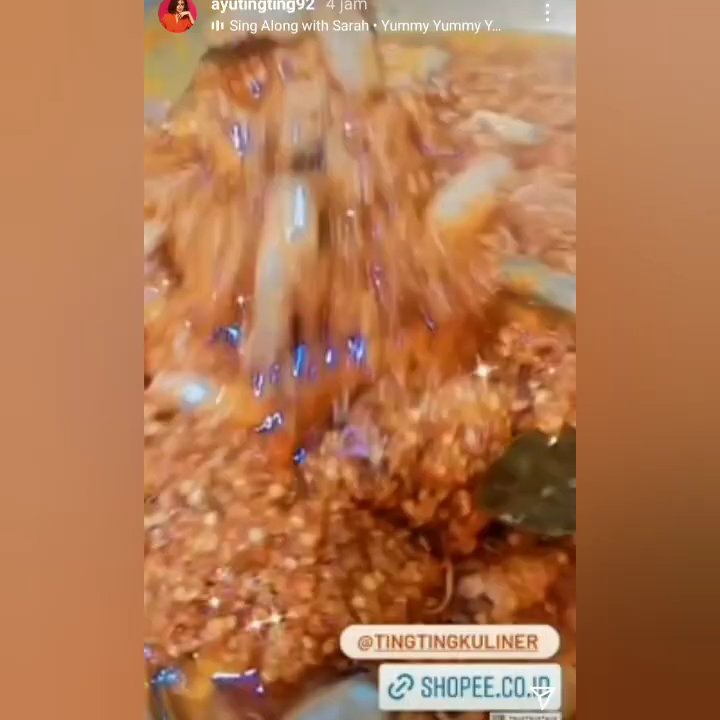 ayutingting92 4 jam
Sing Along with Sarah • Yummy Yummy Y...
@TINGTINGKULINER
SHOPEE.CO.ID